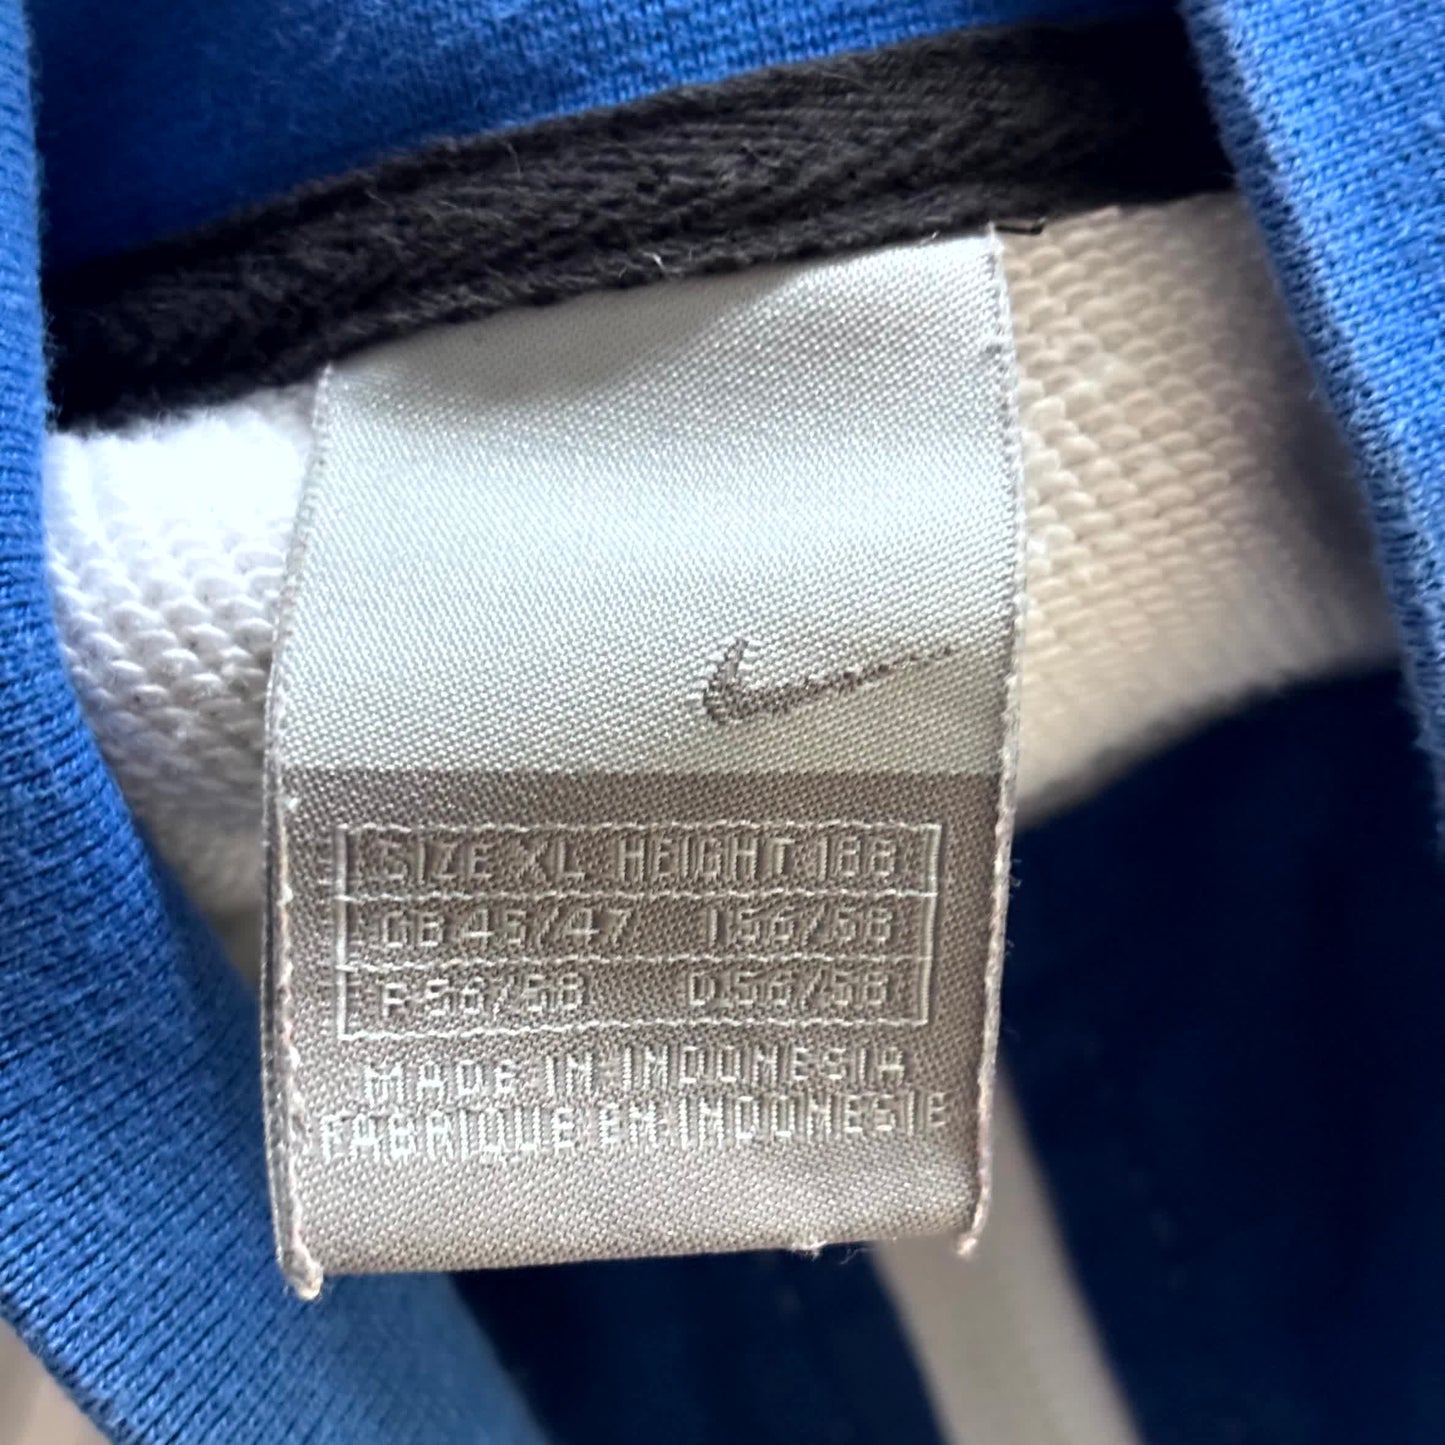 SIZE XL HEIGHT 188
GB 45/47 I 56/58
F 56/58 D 56/58
MADE IN INDONESIA
FABRIQUE EN INDONESIE